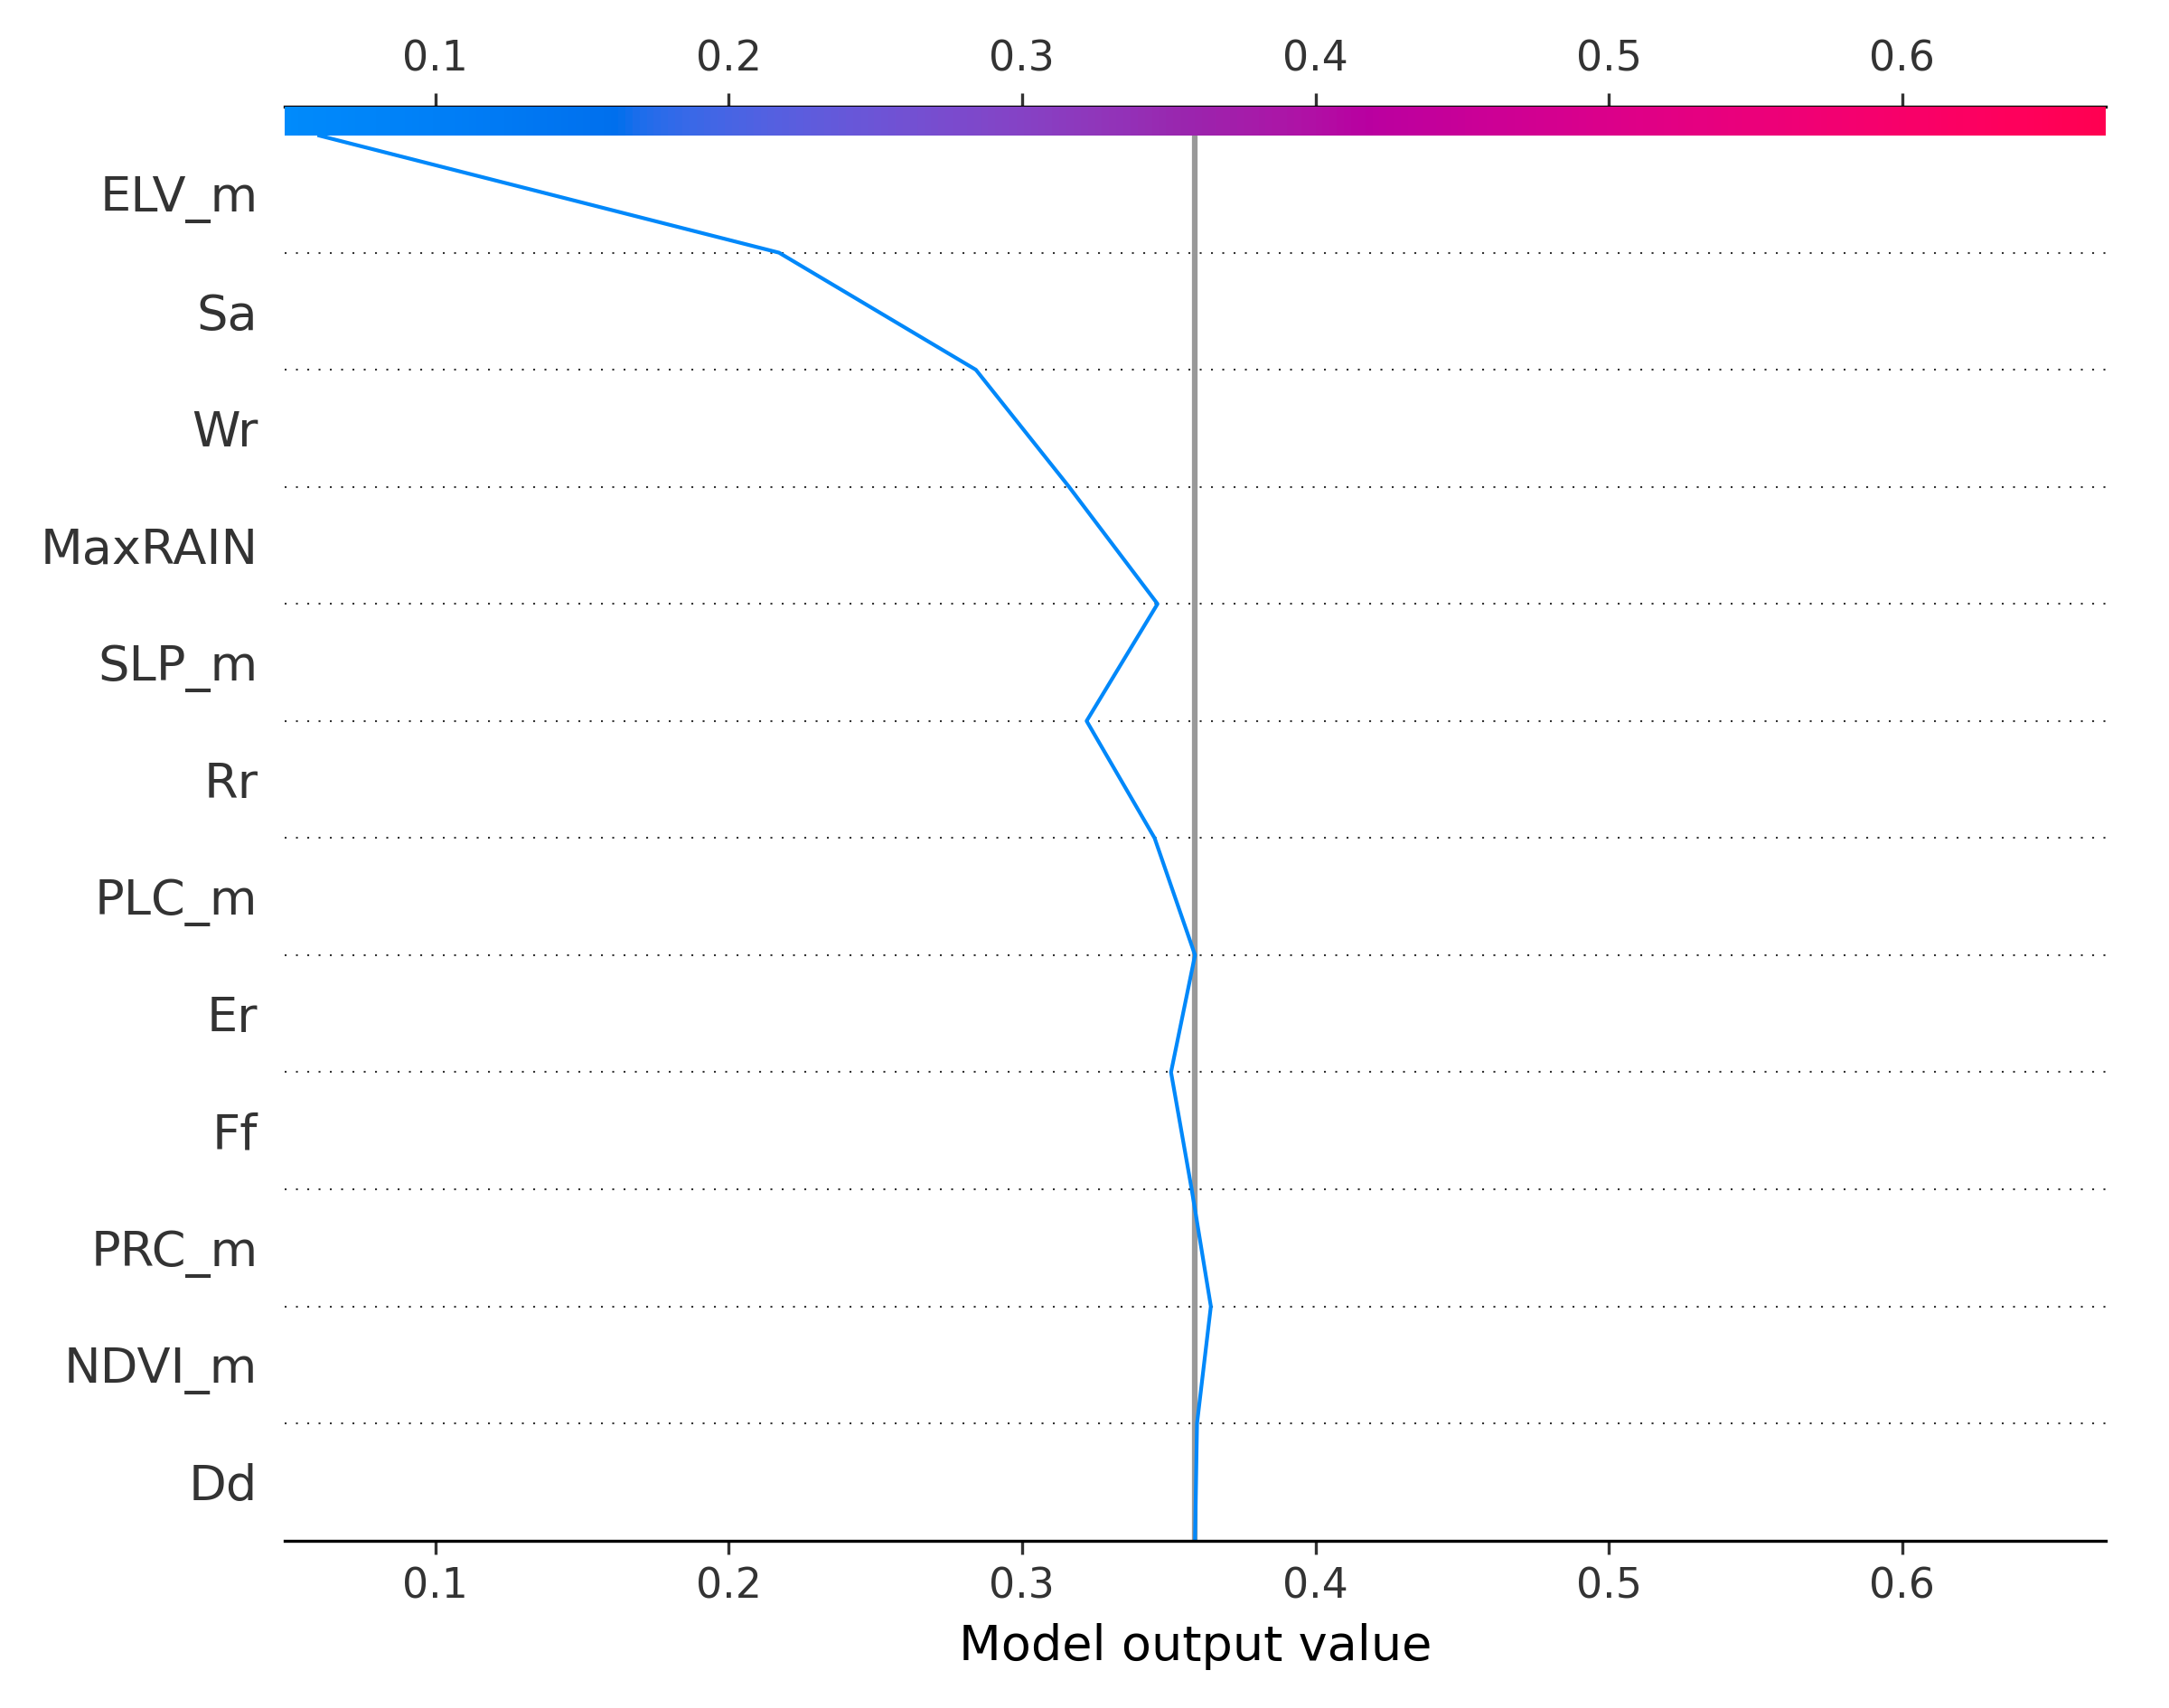 0.1 0.2 0.3 0.4 0.5 0.6
ELV_m
Sa
Wr
MaxRAIN
SLP_m
Rr
PLC_m
Er
Ff
PRC_m
NDVI_m
Dd
0.1 0.2 0.3 0.4 0.5 0.6
Model output value